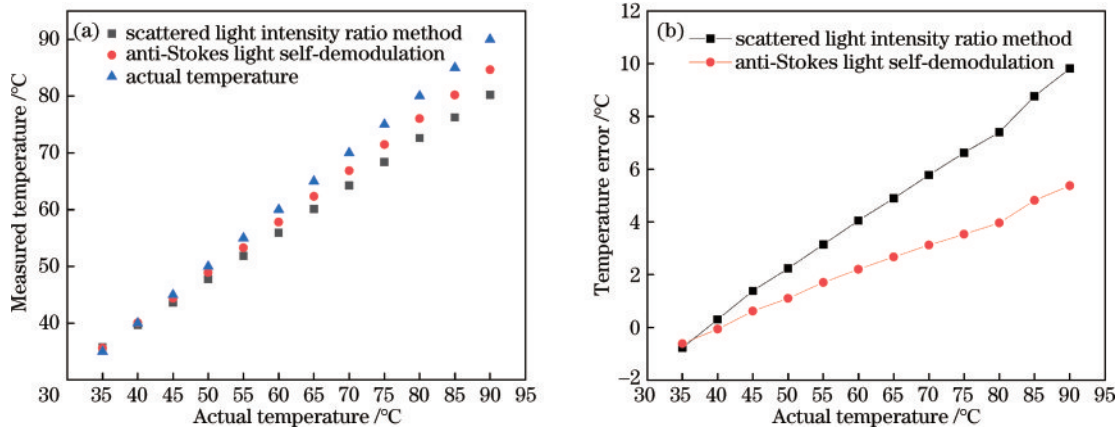 (a)
scattered light intensity ratio method
anti-Stokes light self-demodulation
actual temperature
Measured temperature /°C
90
80
70
60
50
40
30
35 40 45 50 55 60 65 70 75 80 85 90 95
Actual temperature /°C
(b)
scattered light intensity ratio method
anti-Stokes light self-demodulation
Temperature error /°C
12
10
8
6
4
2
0
−2
30 35 40 45 50 55 60 65 70 75 80 85 90 95
Actual temperature /°C